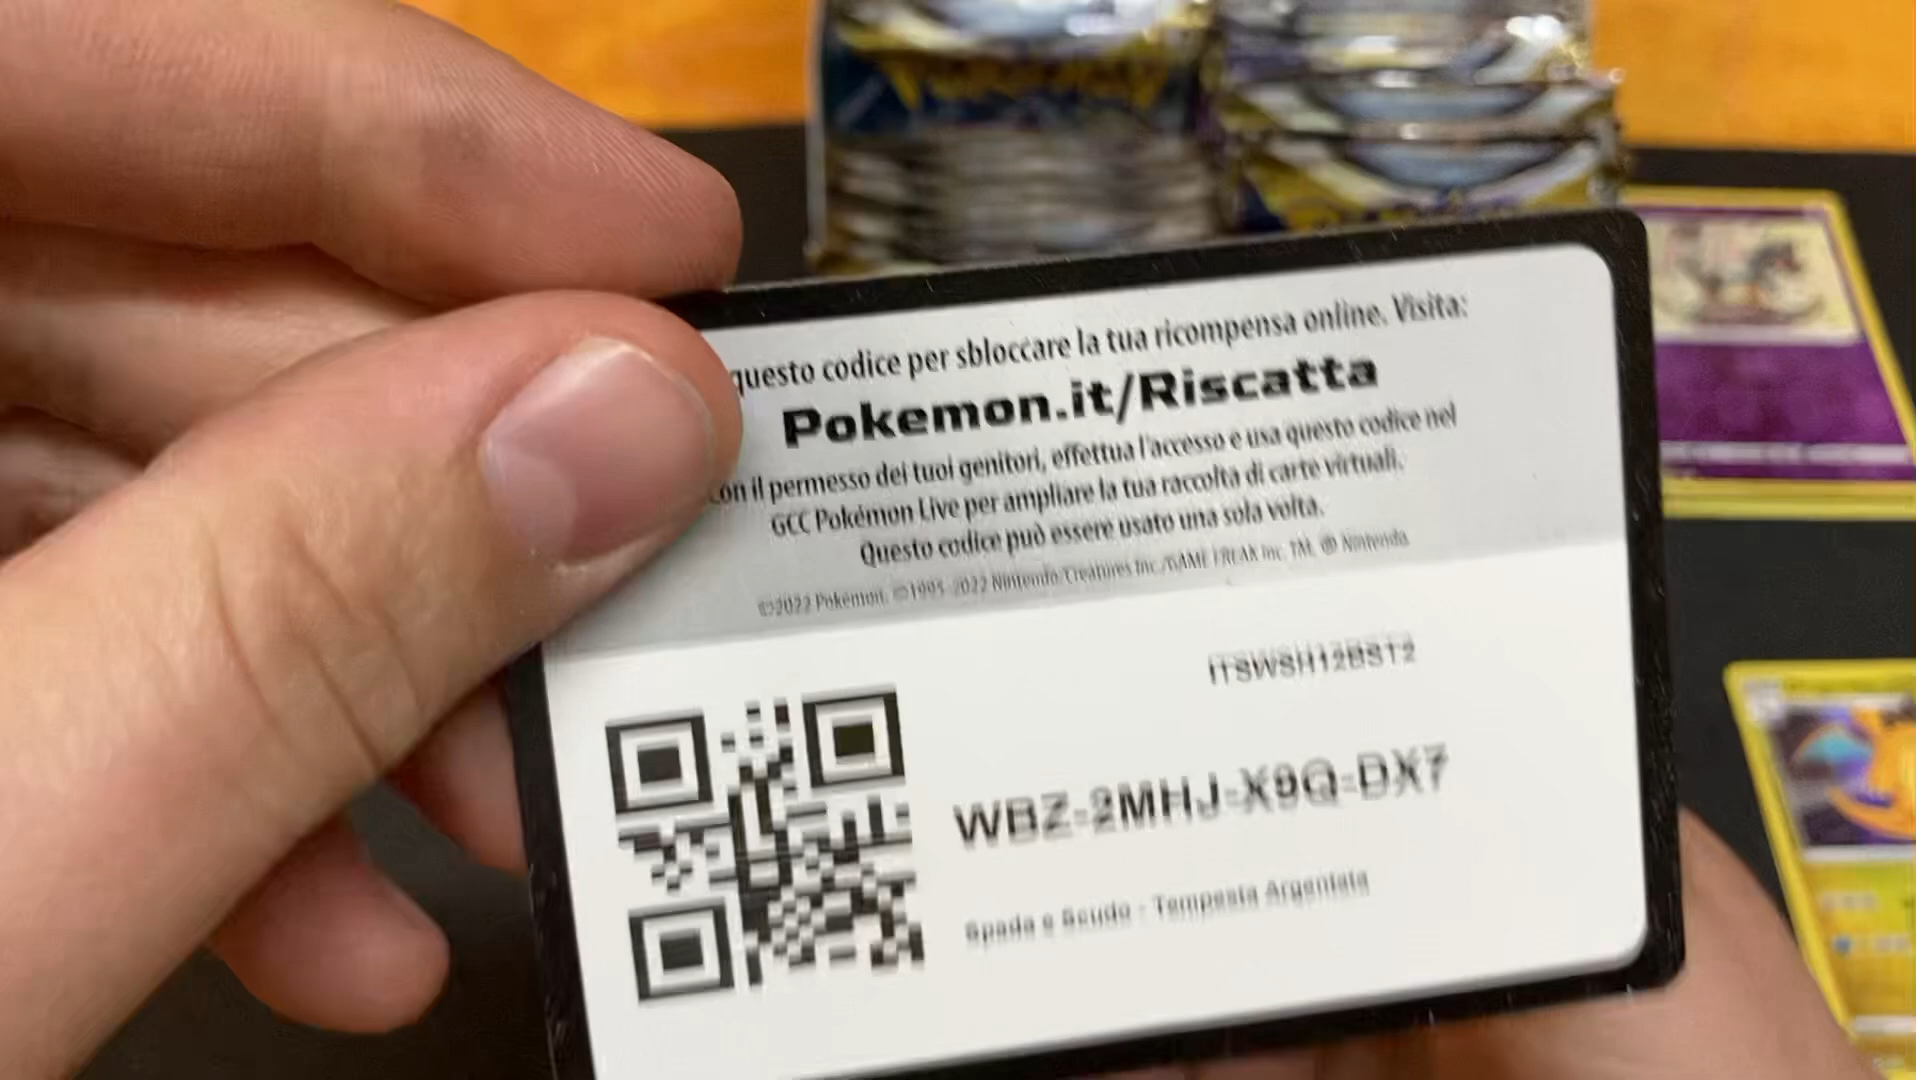 questo codice per sbloccare la tua ricompensa online. Visita:
Pokemon.it/Riscatta
con il permesso dei tuoi genitori, effettua l'accesso e usa questo codice nel
GCC Pokémon Live per ampliare la tua raccolta di carte virtuali.
Questo codice può essere usato una sola volta.
©2022 Pokémon. ©1995-2022 Nintendo/Creatures Inc./GAME FREAK inc. TM, ® Nintendo.
ITSWSH12BST2
WBZ-2MHJ-X9Q-DX7
Spada e Scudo - Tempesta Argentata